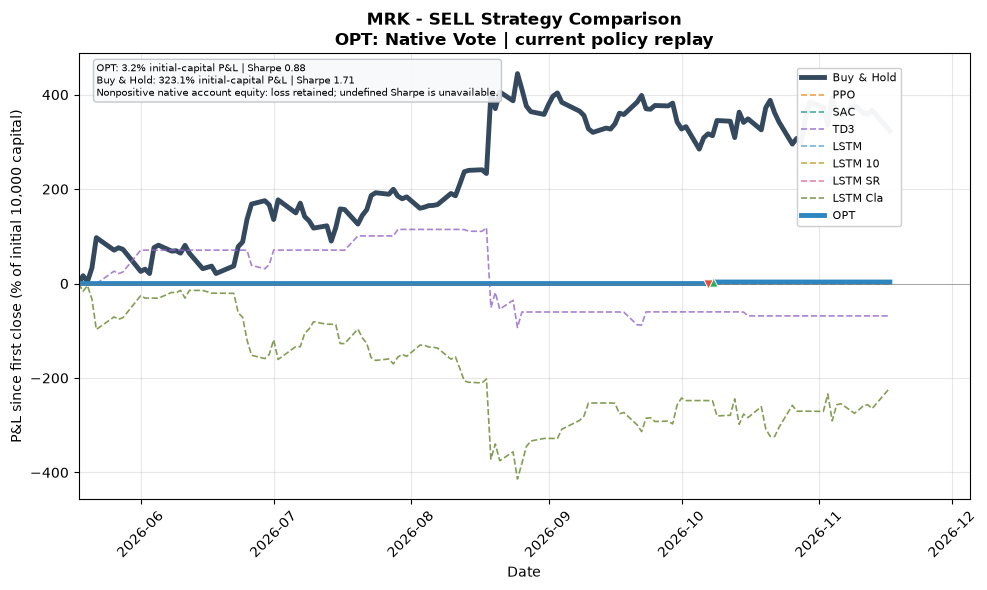 MRK - SELL Strategy Comparison
OPT: Native Vote | current policy replay
OPT: 3.2% initial-capital P&L | Sharpe 0.88
Buy & Hold: 323.1% initial-capital P&L | Sharpe 1.71
Nonpositive native account equity: loss retained; undefined Sharpe is unavailable.
Buy & Hold
PPO
SAC
TD3
LSTM
LSTM 10
LSTM SR
LSTM Cla
OPT
P&L since first close (% of initial 10,000 capital)
400
200
0
−200
−400
2026-06
2026-07
2026-08
2026-09
2026-10
2026-11
2026-12
Date